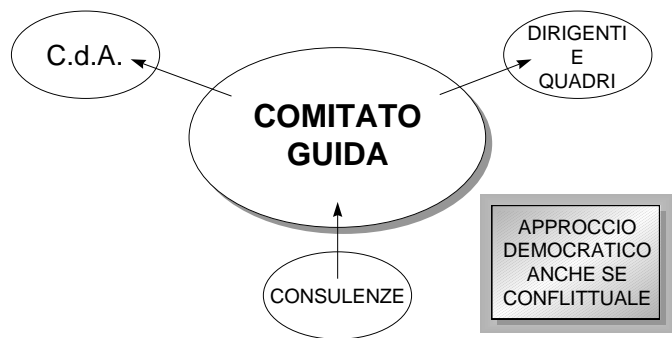 C.d.A.
DIRIGENTI
E
QUADRI
COMITATO
GUIDA
CONSULENZE
APPROCCIO
DEMOCRATICO
ANCHE SE
CONFLITTUALE